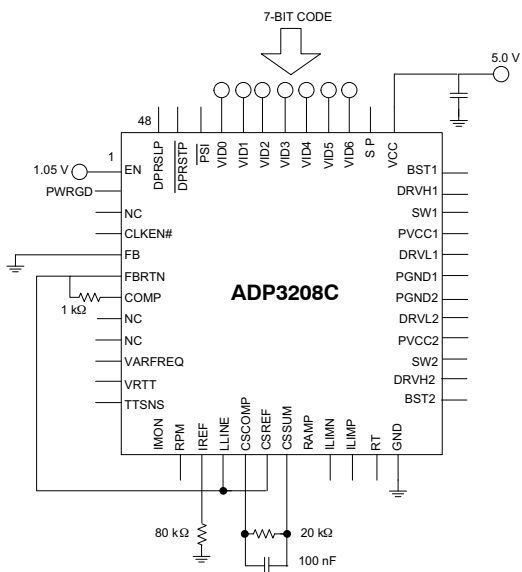 7-BIT CODE
5.0 V
48
DPRSLP
DPRSTP
PSI
VID0
VID1
VID2
VID3
VID4
VID5
VID6
S P
VCC
1
1.05 V
EN
PWRGD
NC
CLKEN#
FB
FBRTN
COMP
1 kΩ
NC
NC
VARFREQ
VRTT
TTSNS
ADP3208C
BST1
DRVH1
SW1
PVCC1
DRVL1
PGND1
PGND2
DRVL2
PVCC2
SW2
DRVH2
BST2
IMON
RPM
IREF
LLINE
CSCOMP
CSREF
CSSUM
RAMP
ILIMN
ILIMP
RT
GND
80 kΩ
20 kΩ
100 nF